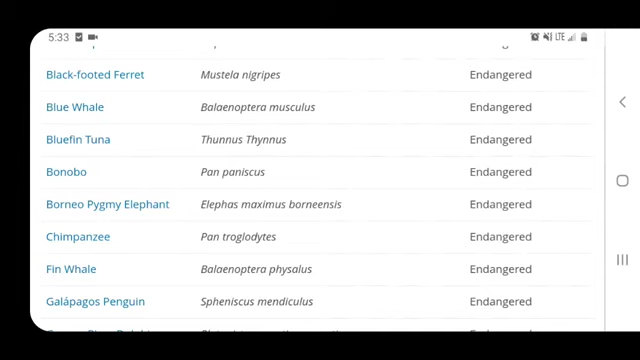 5:33 LTE
Black-footed Ferret Mustela nigripes Endangered
Blue Whale Balaenoptera musculus Endangered
Bluefin Tuna Thunnus Thynnus Endangered
Bonobo Pan paniscus Endangered
Borneo Pygmy Elephant Elephas maximus borneensis Endangered
Chimpanzee Pan troglodytes Endangered
Fin Whale Balaenoptera physalus Endangered
Galápagos Penguin Spheniscus mendiculus Endangered